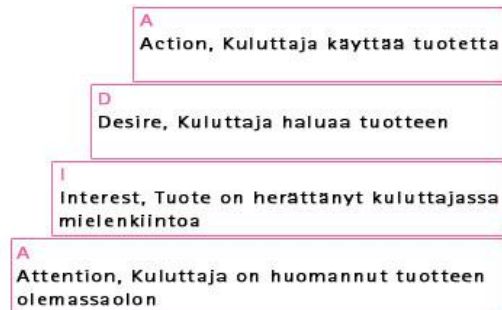 A
Action, Kuluttaja käyttää tuotetta
D
Desire, Kuluttaja haluaa tuotteen
I
Interest, Tuote on herättänyt kuluttajassa
mielenkiintoa
A
Attention, Kuluttaja on huomannut tuotteen
olemassaolon